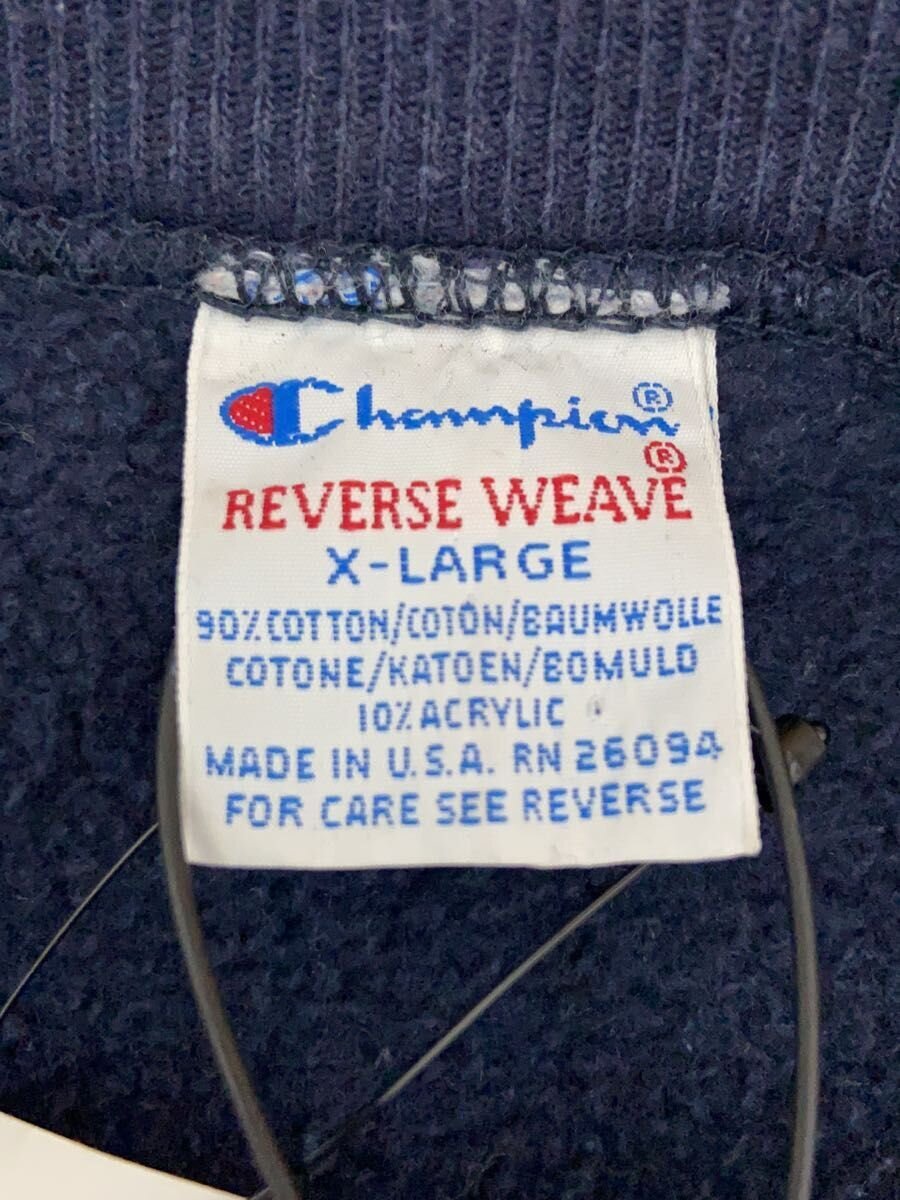 Champion®
REVERSE WEAVE®
X-LARGE
90% COTTON/COTON/BAUMWOLLE
COTONE/KATOEN/BOMULD
10% ACRYLIC
MADE IN U.S.A. RN 26094
FOR CARE SEE REVERSE